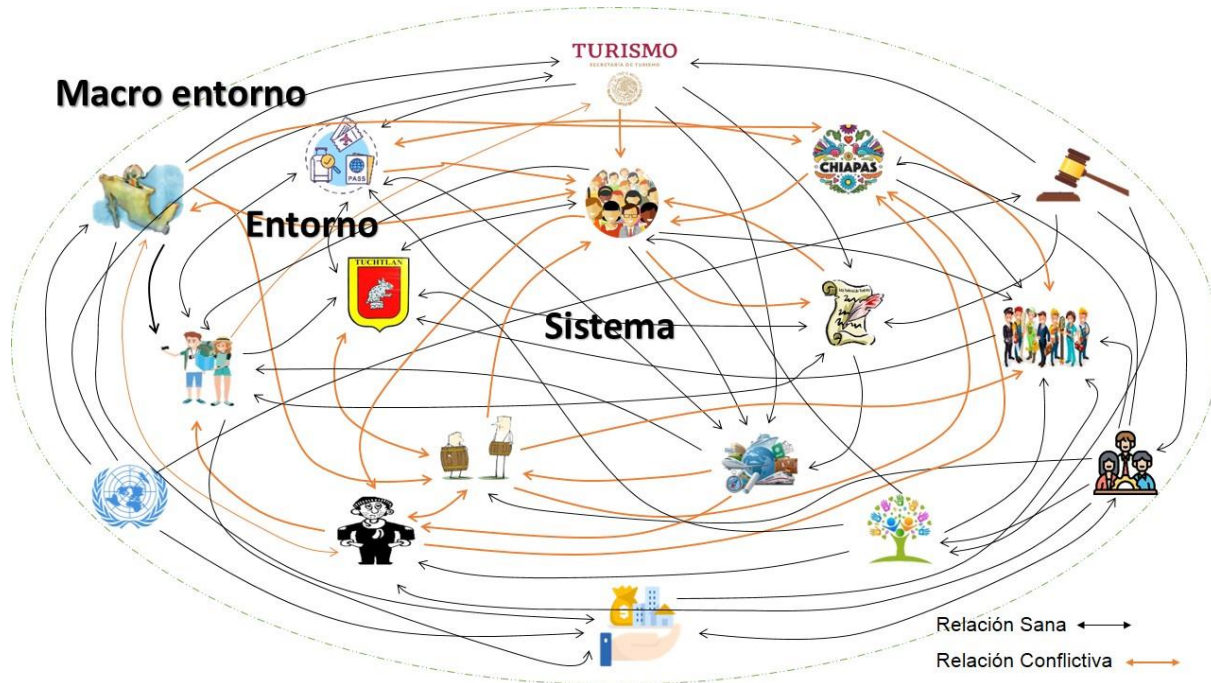 TURISMO
SECRETARÍA DE TURISMO
Macro entorno
PASS
CHIAPAS
Entorno
TUCHTLAN
Sistema
Relación Sana
Relación Conflictiva